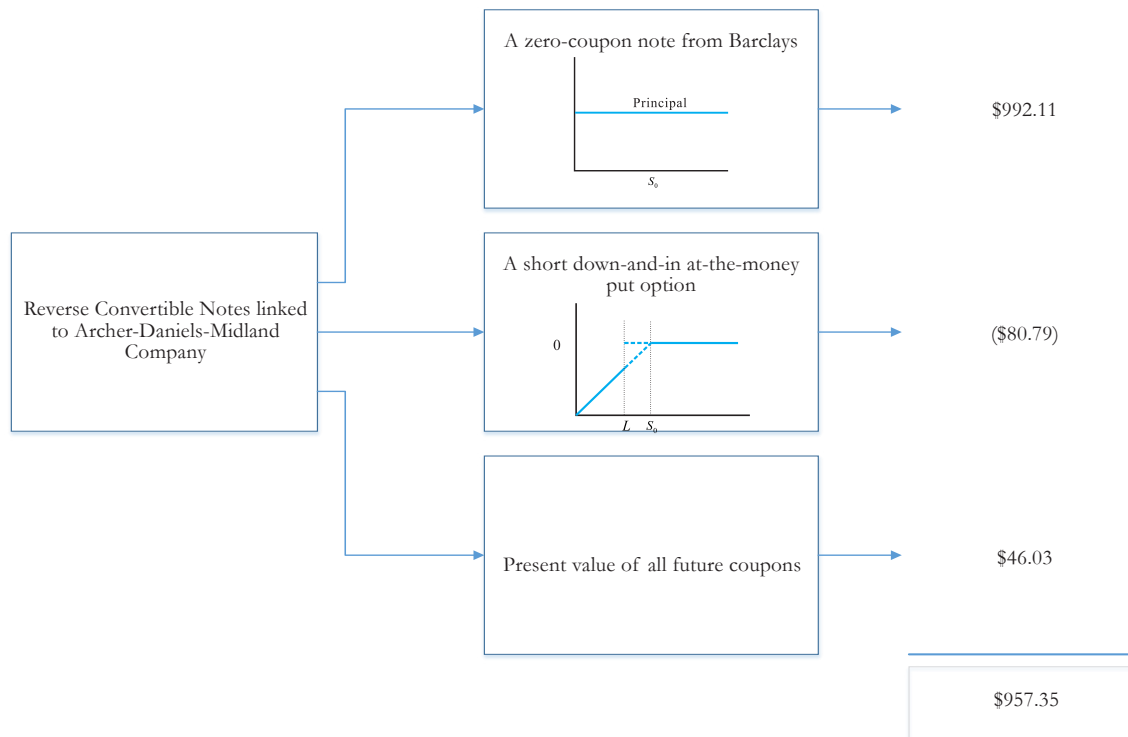 A zero-coupon note from Barclays
Principal
S₀
$992.11
Reverse Convertible Notes linked
to Archer-Daniels-Midland
Company
A short down-and-in at-the-money
put option
0
L S₀
($80.79)
Present value of all future coupons
$46.03
$957.35